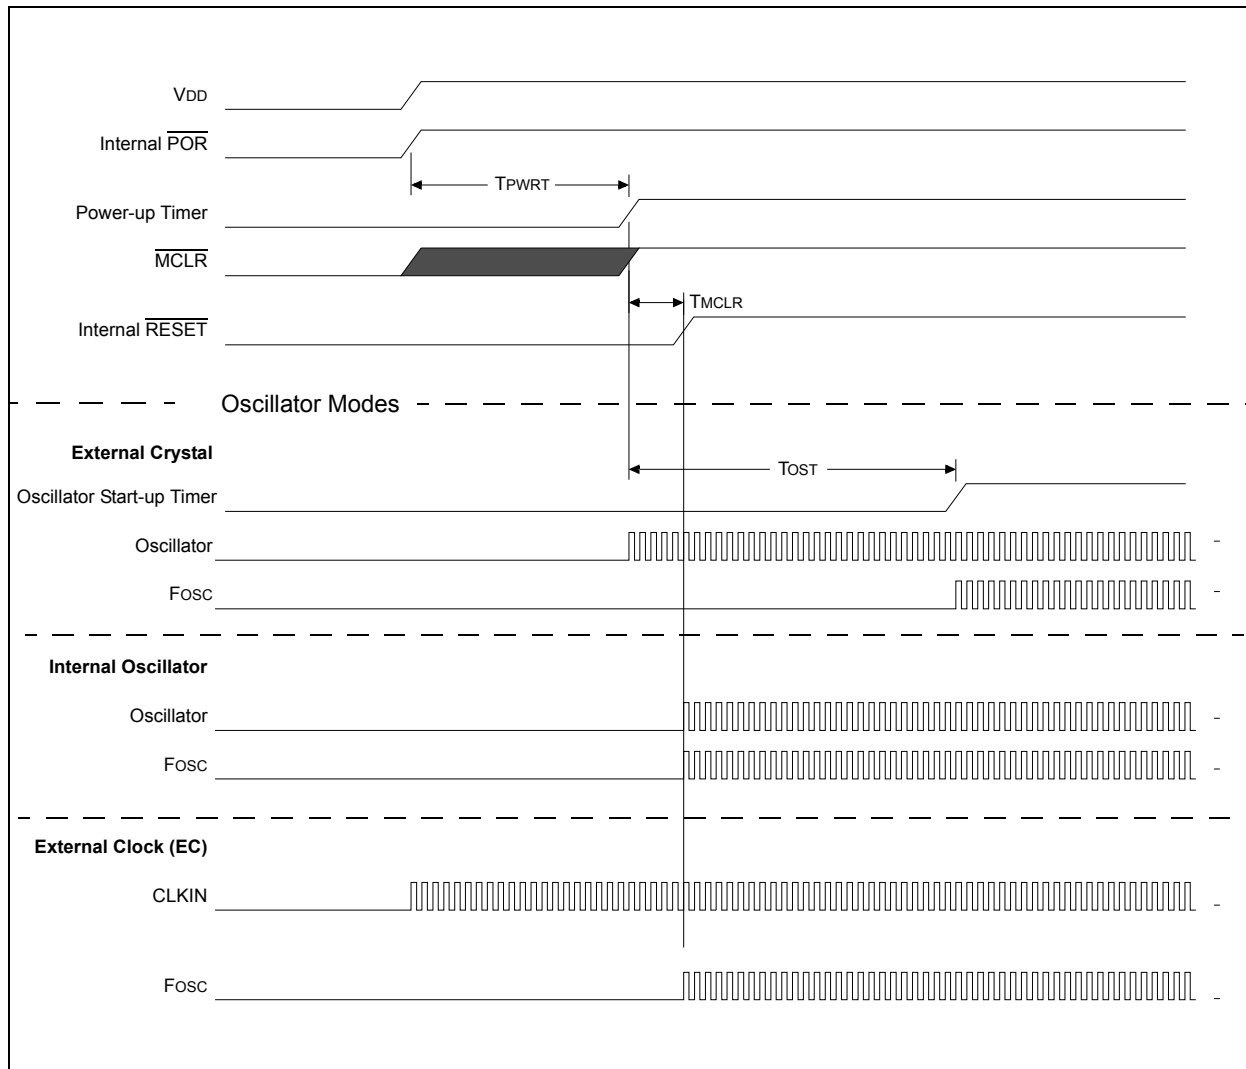 VDD
Internal POR
TPWRT
Power-up Timer
MCLR
TMCLR
Internal RESET
Oscillator Modes
External Crystal
TOST
Oscillator Start-up Timer
Oscillator
FOSC
Internal Oscillator
Oscillator
FOSC
External Clock (EC)
CLKIN
FOSC